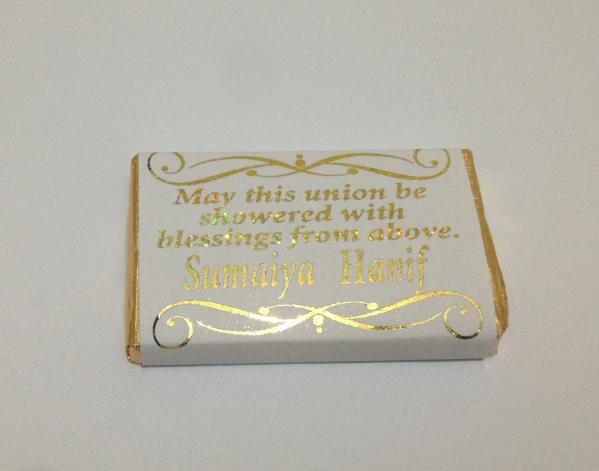 May this union be
showered with
blessings from above.
Sumaiya Hanif